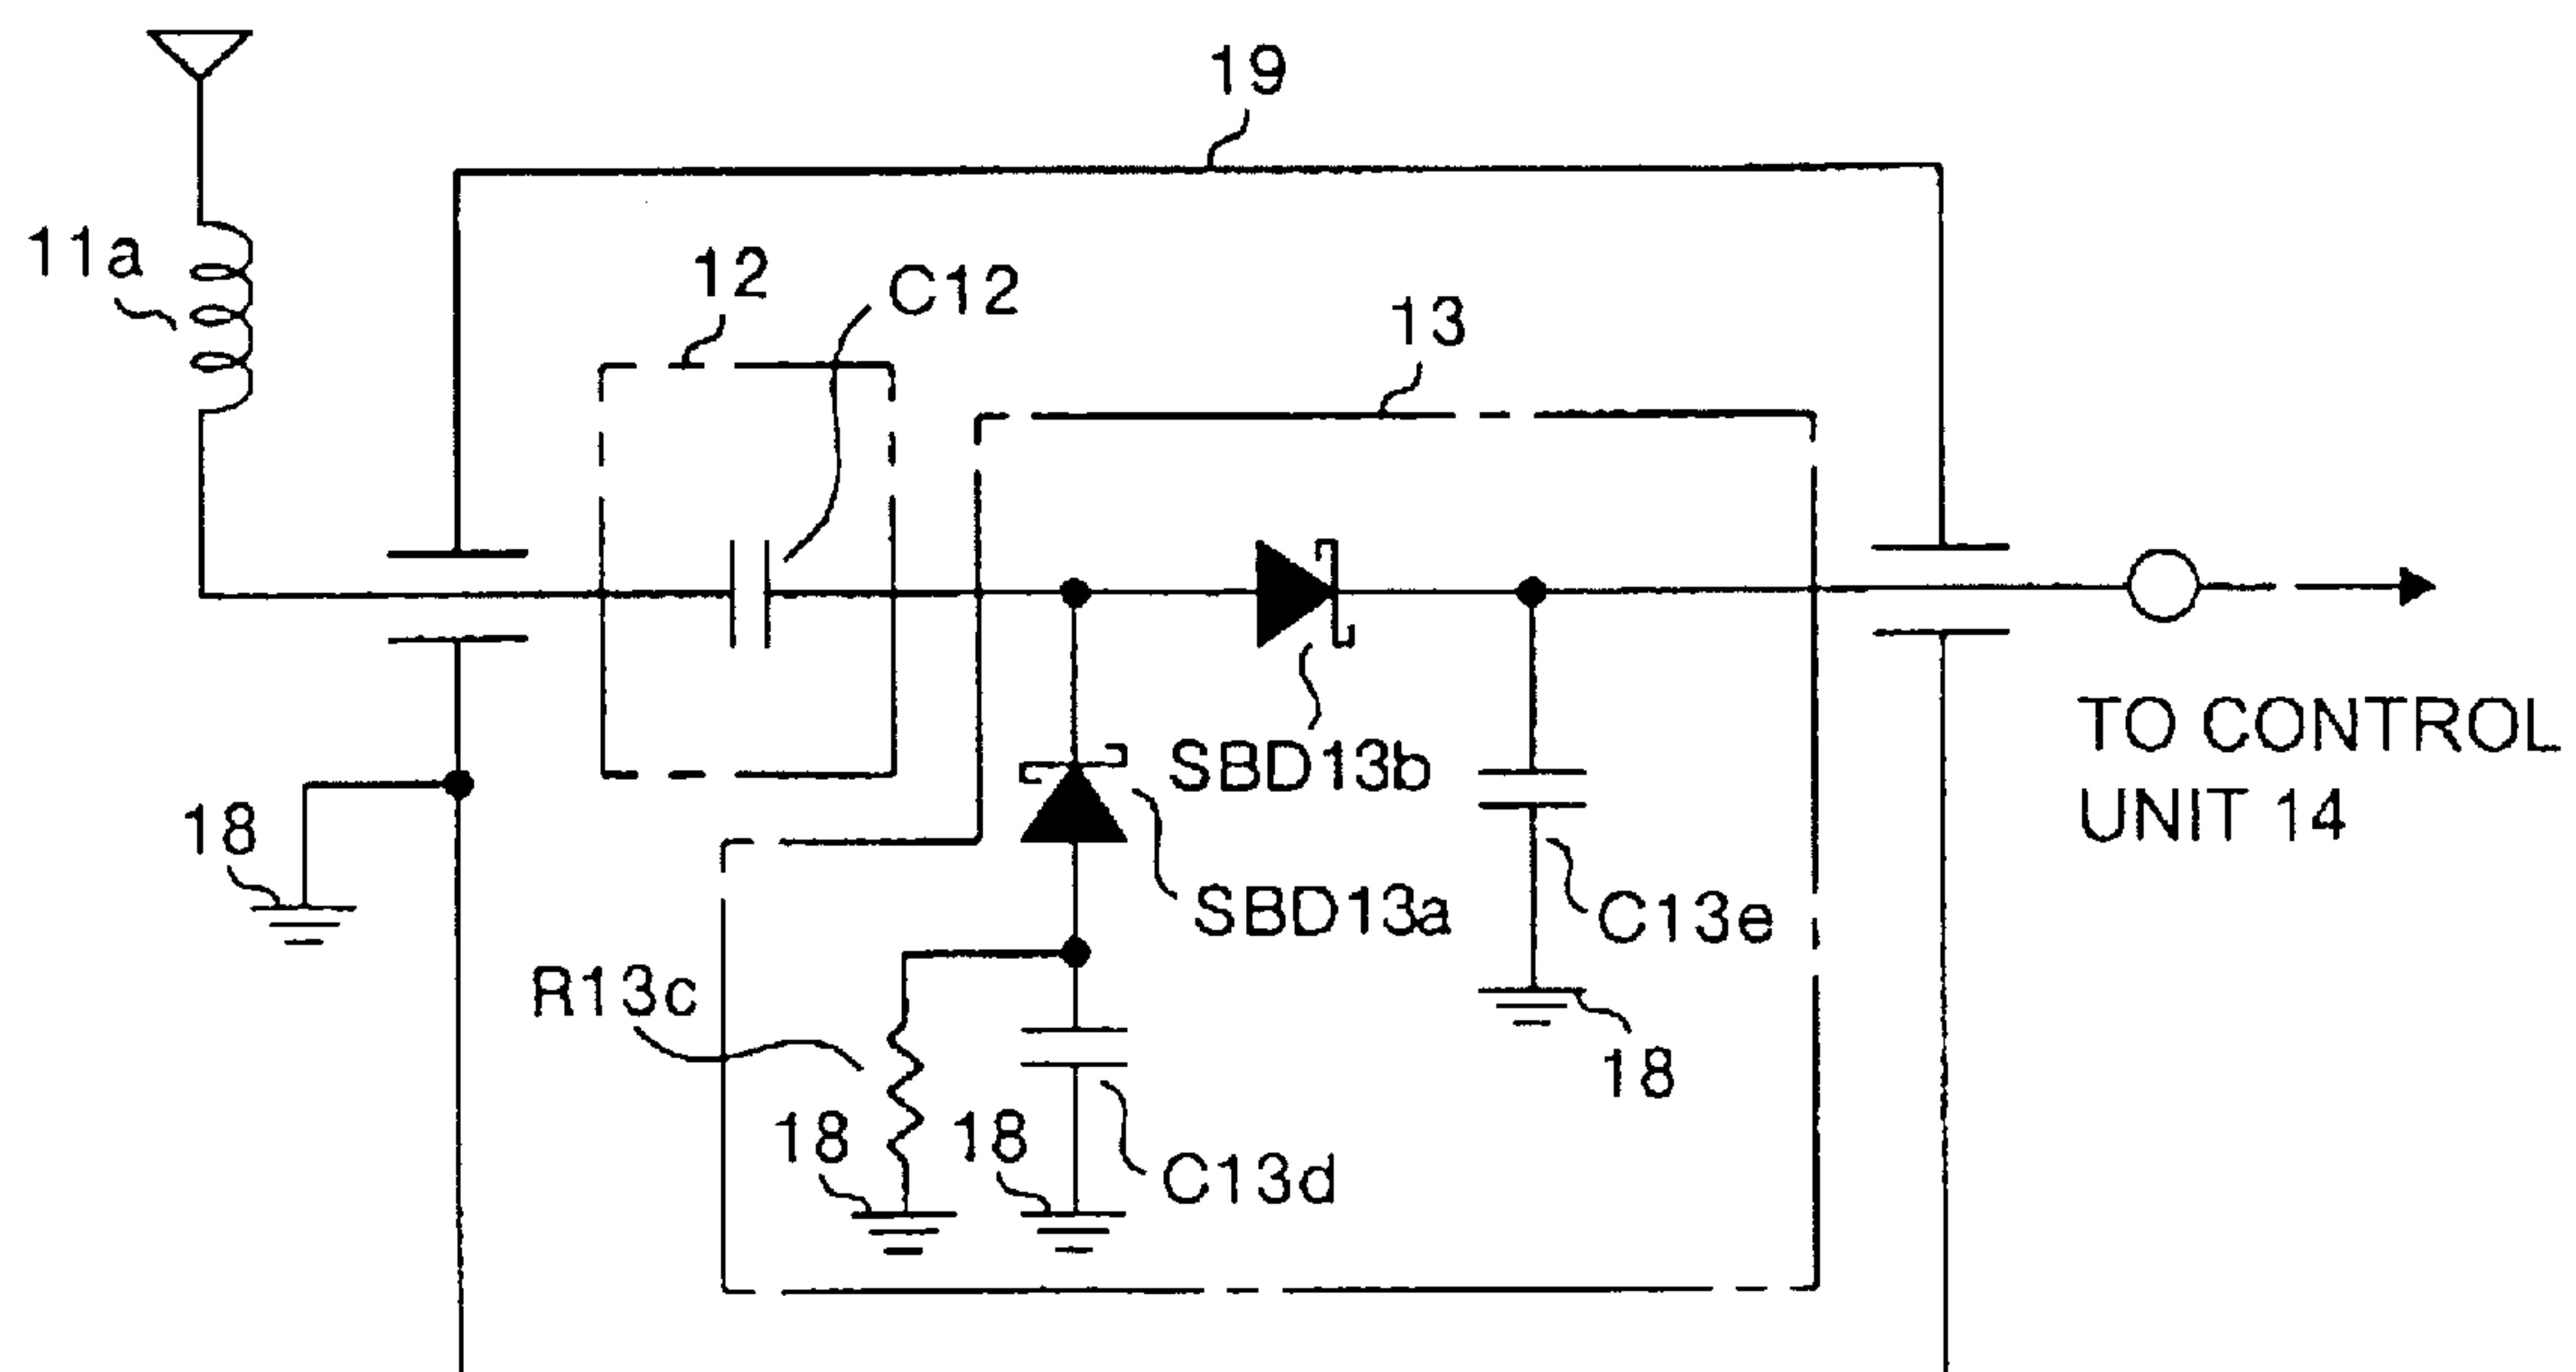 19
11a
12
C12
13
TO CONTROL
UNIT 14
SBD13b
18
SBD13a
C13e
R13c
18
18
18
C13d